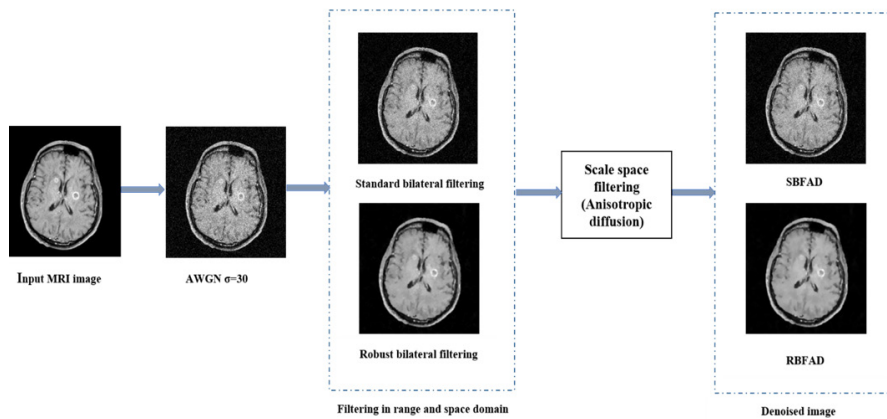 Input MRI image
AWGN σ=30
Standard bilateral filtering
Robust bilateral filtering
Filtering in range and space domain
Scale space
filtering
(Anisotropic
diffusion)
SBFAD
RBFAD
Denoised image